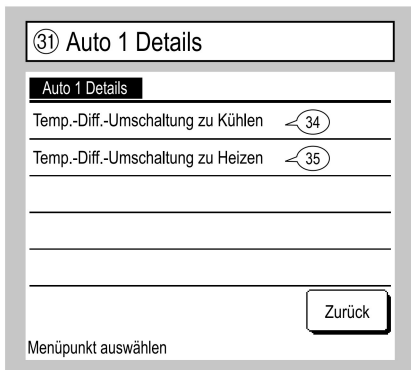 31 Auto 1 Details
Auto 1 Details
Temp.-Diff.-Umschaltung zu Kühlen 34
Temp.-Diff.-Umschaltung zu Heizen 35
Zurück
Menüpunkt auswählen